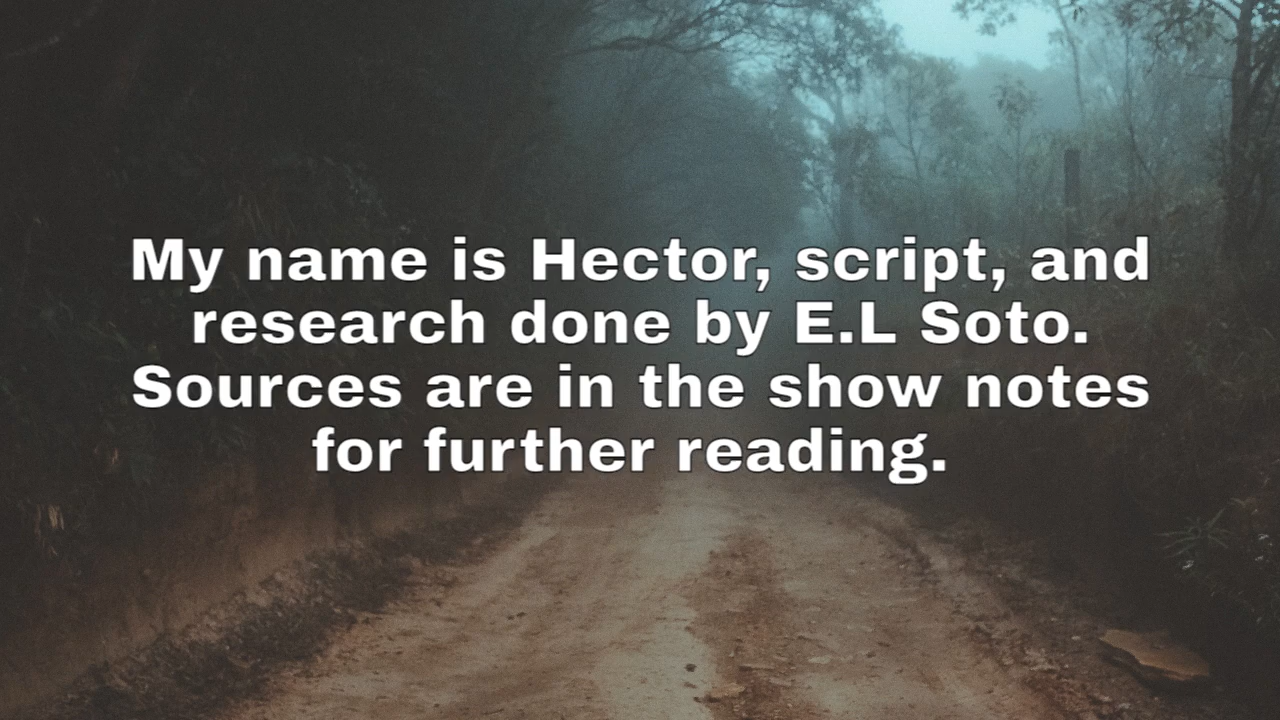 My name is Hector, script, and
research done by E.L Soto.
Sources are in the show notes
for further reading.